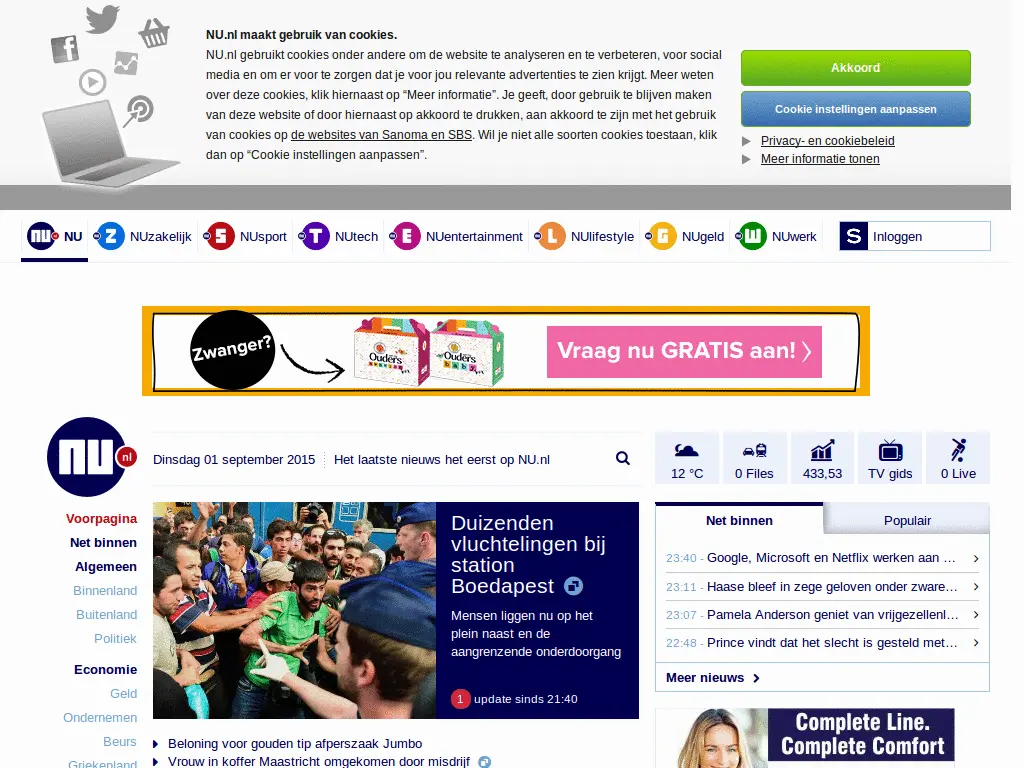 NU.nl maakt gebruik van cookies.
NU.nl gebruikt cookies onder andere om de website te analyseren en te verbeteren, voor social
media en om er voor te zorgen dat je voor jou relevante advertenties te zien krijgt. Meer weten
over deze cookies, klik hiernaast op “Meer informatie”. Je geeft, door gebruik te blijven maken
van deze website of door hiernaast op akkoord te drukken, aan akkoord te zijn met het gebruik
van cookies op de websites van Sanoma en SBS. Wil je niet alle soorten cookies toestaan, klik
dan op “Cookie instellingen aanpassen”.
Akkoord
Cookie instellingen aanpassen
Privacy- en cookiebeleid
Meer informatie tonen
NU NUzakelijk NUsport NUtech NUentertainment NUlifestyle NUgeld NUwerk Inloggen
Zwanger?
Ouders
Ouders
baby
Vraag nu GRATIS aan!
nu nl
Dinsdag 01 september 2015 Het laatste nieuws het eerst op NU.nl
12 °C 0 Files 433,53 TV gids 0 Live
Voorpagina
Net binnen
Algemeen
Binnenland
Buitenland
Politiek
Economie
Geld
Ondernemen
Beurs
Griekenland
Duizenden
vluchtelingen bij
station
Boedapest
Mensen liggen nu op het
plein naast en de
aangrenzende onderdoorgang
1 update sinds 21:40
Beloning voor gouden tip afperszaak Jumbo
Vrouw in koffer Maastricht omgekomen door misdrijf
Net binnen Populair
23:40 - Google, Microsoft en Netflix werken aan ...
23:11 - Haase bleef in zege geloven onder zware...
23:07 - Pamela Anderson geniet van vrijgezellenl...
22:48 - Prince vindt dat het slecht is gesteld met...
Meer nieuws
Complete Line.
Complete Comfort